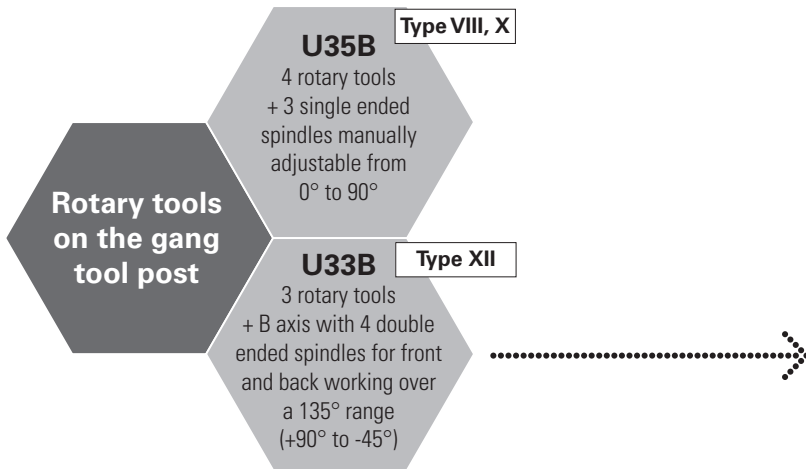 Rotary tools
on the gang
tool post
Type VIII, X
U35B
4 rotary tools
+ 3 single ended
spindles manually
adjustable from
0° to 90°
Type XII
U33B
3 rotary tools
+ B axis with 4 double
ended spindles for front
and back working over
a 135° range
(+90° to -45°)